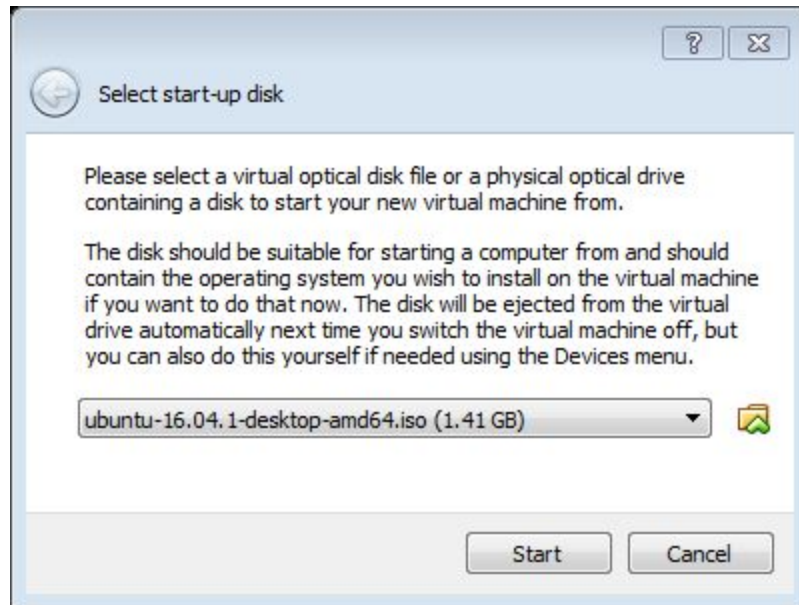 ?
Select start-up disk
Please select a virtual optical disk file or a physical optical drive
containing a disk to start your new virtual machine from.
The disk should be suitable for starting a computer from and should
contain the operating system you wish to install on the virtual machine
if you want to do that now. The disk will be ejected from the virtual
drive automatically next time you switch the virtual machine off, but
you can also do this yourself if needed using the Devices menu.
ubuntu-16.04.1-desktop-amd64.iso (1.41 GB)
Start Cancel